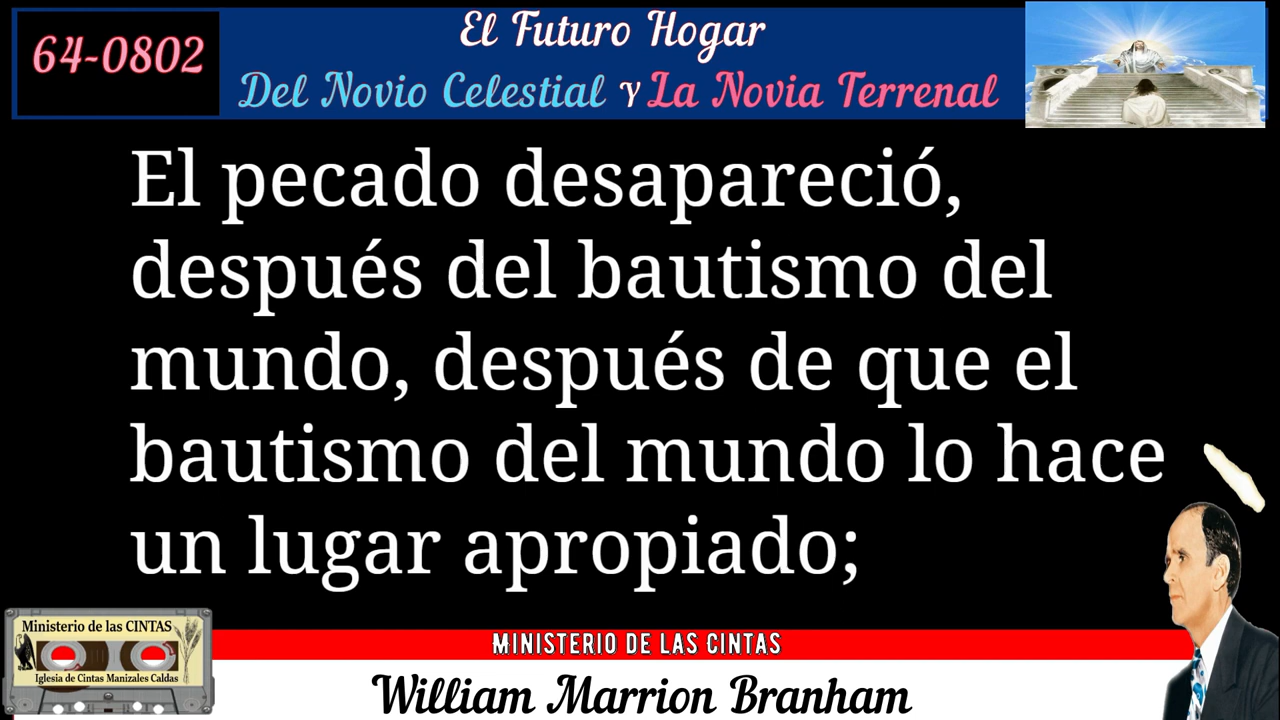 64-0802
El Futuro Hogar
Del Novio Celestial Y La Novia Terrenal
El pecado desapareció,
después del bautismo del
mundo, después de que el
bautismo del mundo lo hace
un lugar apropiado;
Ministerio de las CINTAS
Iglesia de Cintas Manizales Caldas
MINISTERIO DE LAS CINTAS
William Marrion Branham